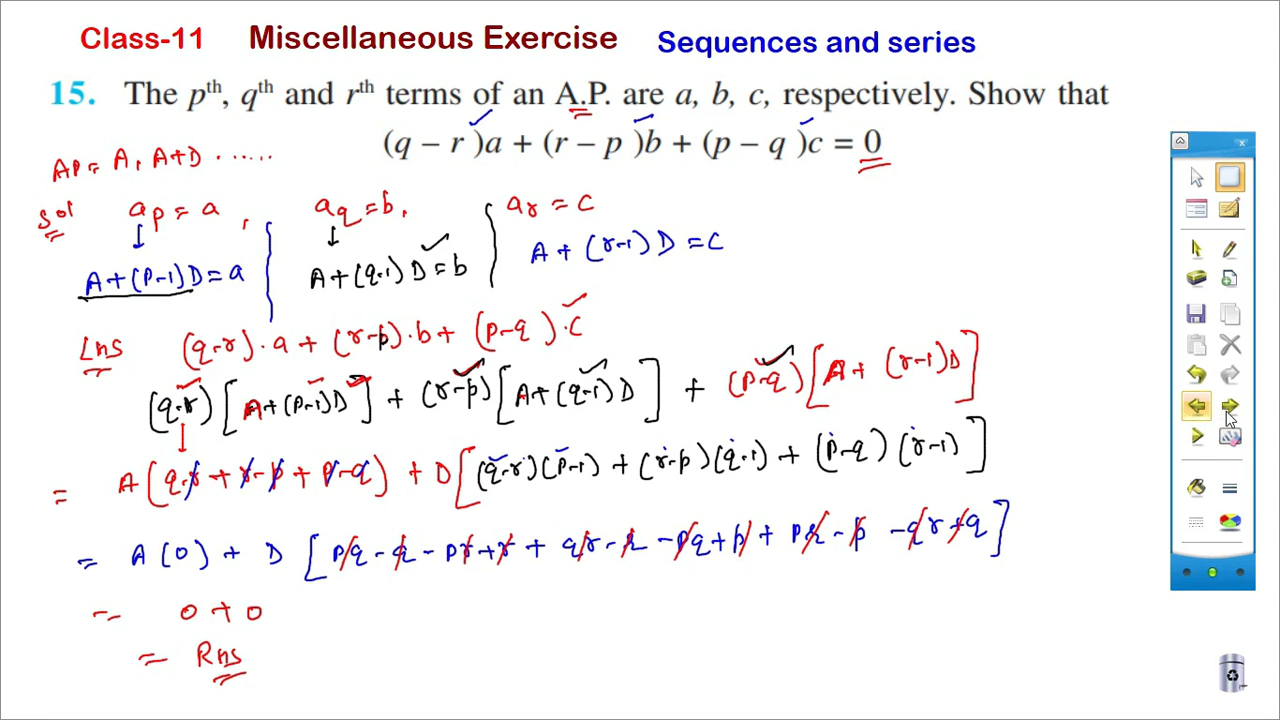 Class-11 Miscellaneous Exercise Sequences and series
15. The pᵗʰ, qᵗʰ and rᵗʰ terms of an A.P. are a, b, c, respectively. Show that
(q – r )a + (r – p )b + (p – q )c = 0
AP = A, A+D ......
Sol aₚ = a, a_q = b, aᵣ = c
A + (p-1)D = a A + (q-1) D = b A + (r-1) D = c
LHS (q-r)·a + (r-p)·b + (p-q)·c
(q-r) [A+(p-1)D] + (r-p) [A+(q-1)D] + (p-q) [A+(r-1)D]
= A(q-r+r-p+p-q) + D[(q-r)(p-1) + (r-p)(q-1) + (p-q)(r-1)]
= A(0) + D [pq - q - pr + r + qr - r - pq + p + pr - p - qr + q]
= 0 + 0
= RHS